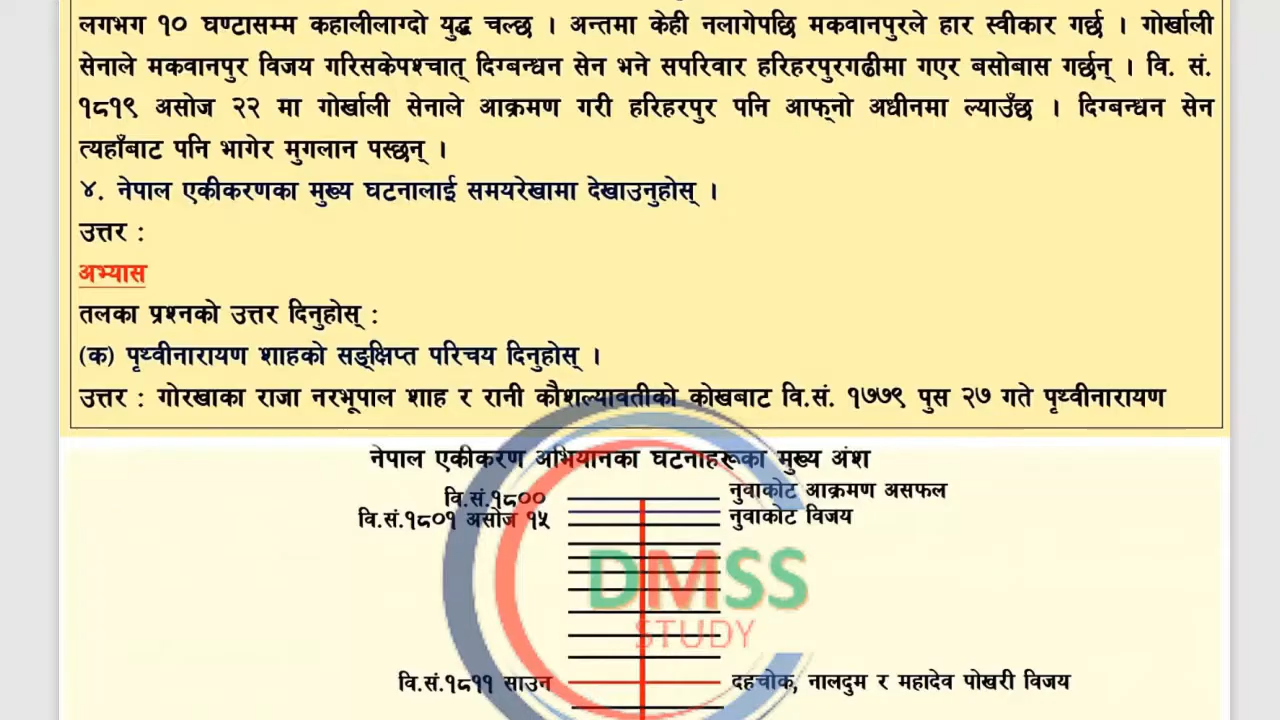 लगभग १० घण्टासम्म कहालीलाग्दो युद्ध चल्छ । अन्तमा केही नलागेपछि मकवानपुरले हार स्वीकार गर्छ । गोर्खाली
सेनाले मकवानपुर विजय गरिसकेपश्चात् दिग्बन्धन सेन भने सपरिवार हरिहरपुरगढीमा गएर बसोबास गर्छन् । वि. सं.
१८१९ असोज २२ मा गोर्खाली सेनाले आक्रमण गरी हरिहरपुर पनि आफ्नो अधीनमा ल्याउँछ । दिग्बन्धन सेन
त्यहाँबाट पनि भागेर मुगलान पस्छन् ।
४. नेपाल एकीकरणका मुख्य घटनालाई समयरेखामा देखाउनुहोस् ।
उत्तर :
अभ्यास
तलका प्रश्नको उत्तर दिनुहोस् :
(क) पृथ्वीनारायण शाहको सङ्क्षिप्त परिचय दिनुहोस् ।
उत्तर : गोरखाका राजा नरभूपाल शाह र रानी कौशल्यावतीको कोखबाट वि.सं. १७७९ पुस २७ गते पृथ्वीनारायण
नेपाल एकीकरण अभियानका घटनाहरूका मुख्य अंश
वि.सं.१८०० नुवाकोट आक्रमण असफल
वि.सं.१८०१ असोज १५ नुवाकोट विजय
DMSS
STUDY
वि.सं.१८११ साउन दहचोक, नालदुम र महादेव पोखरी विजय